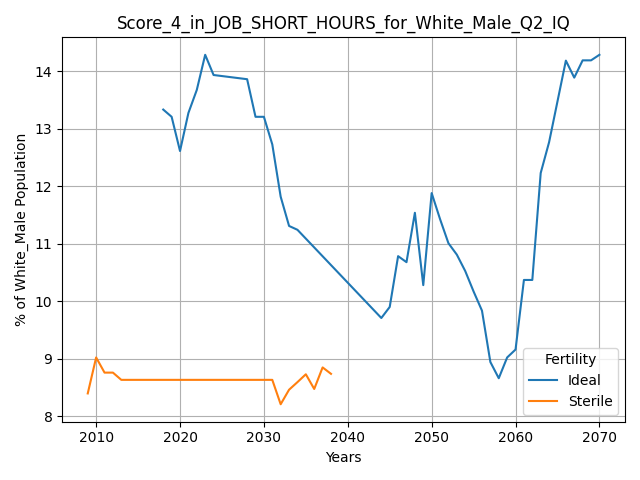 Score_4_in_JOB_SHORT_HOURS_for_White_Male_Q2_IQ
% of White_Male Population
14
13
12
11
10
9
8
2010 2020 2030 2040 2050 2060 2070
Years
Fertility
Ideal
Sterile